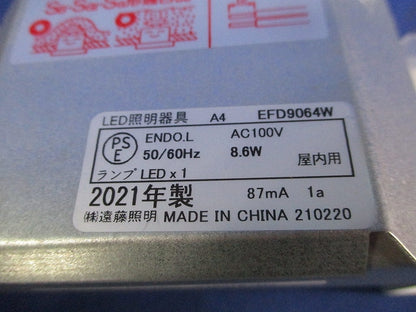 LED照明器具 A4 EFD9064W
PS E ENDO.L AC100V
50/60Hz 8.6W 屋内用
ランプ LED x 1
2021年製 87mA 1a
㈱遠藤照明 MADE IN CHINA 210220